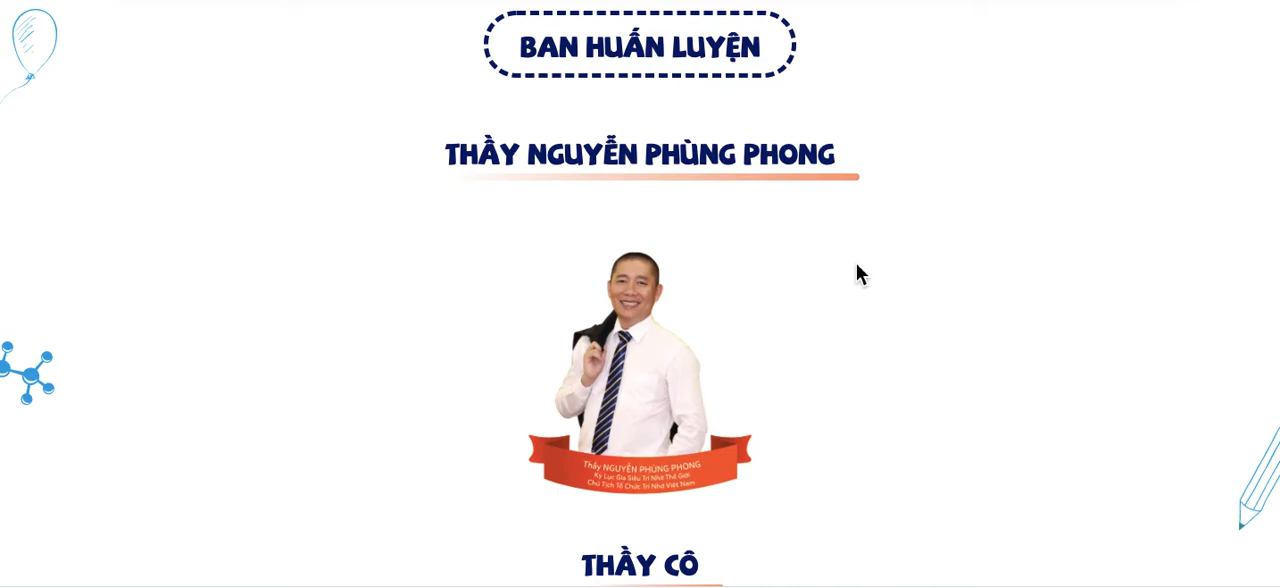 BAN HUẤN LUYỆN
THẦY NGUYỄN PHÙNG PHONG
Thầy NGUYỄN PHÙNG PHONG
Kỷ Lục Gia Siêu Trí Nhớ Thế Giới
Chủ Tịch Tổ Chức Trí Nhớ Việt Nam
THẦY CÔ